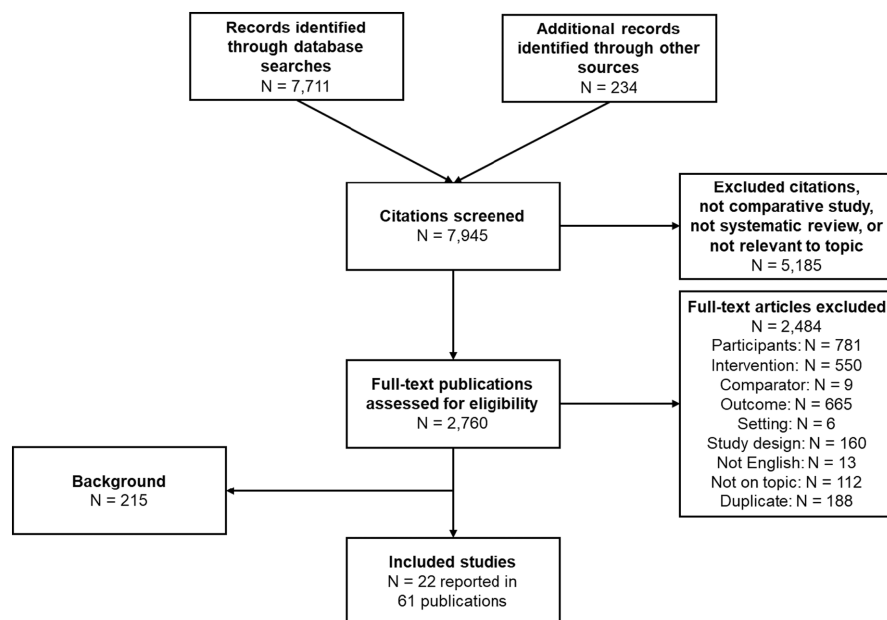 Records identified
through database
searches
N = 7,711
Additional records
identified through other
sources
N = 234
Citations screened
N = 7,945
Excluded citations,
not comparative study,
not systematic review, or
not relevant to topic
N = 5,185
Full-text publications
assessed for eligibility
N = 2,760
Full-text articles excluded
N = 2,484
Participants: N = 781
Intervention: N = 550
Comparator: N = 9
Outcome: N = 665
Setting: N = 6
Study design: N = 160
Not English: N = 13
Not on topic: N = 112
Duplicate: N = 188
Background
N = 215
Included studies
N = 22 reported in
61 publications